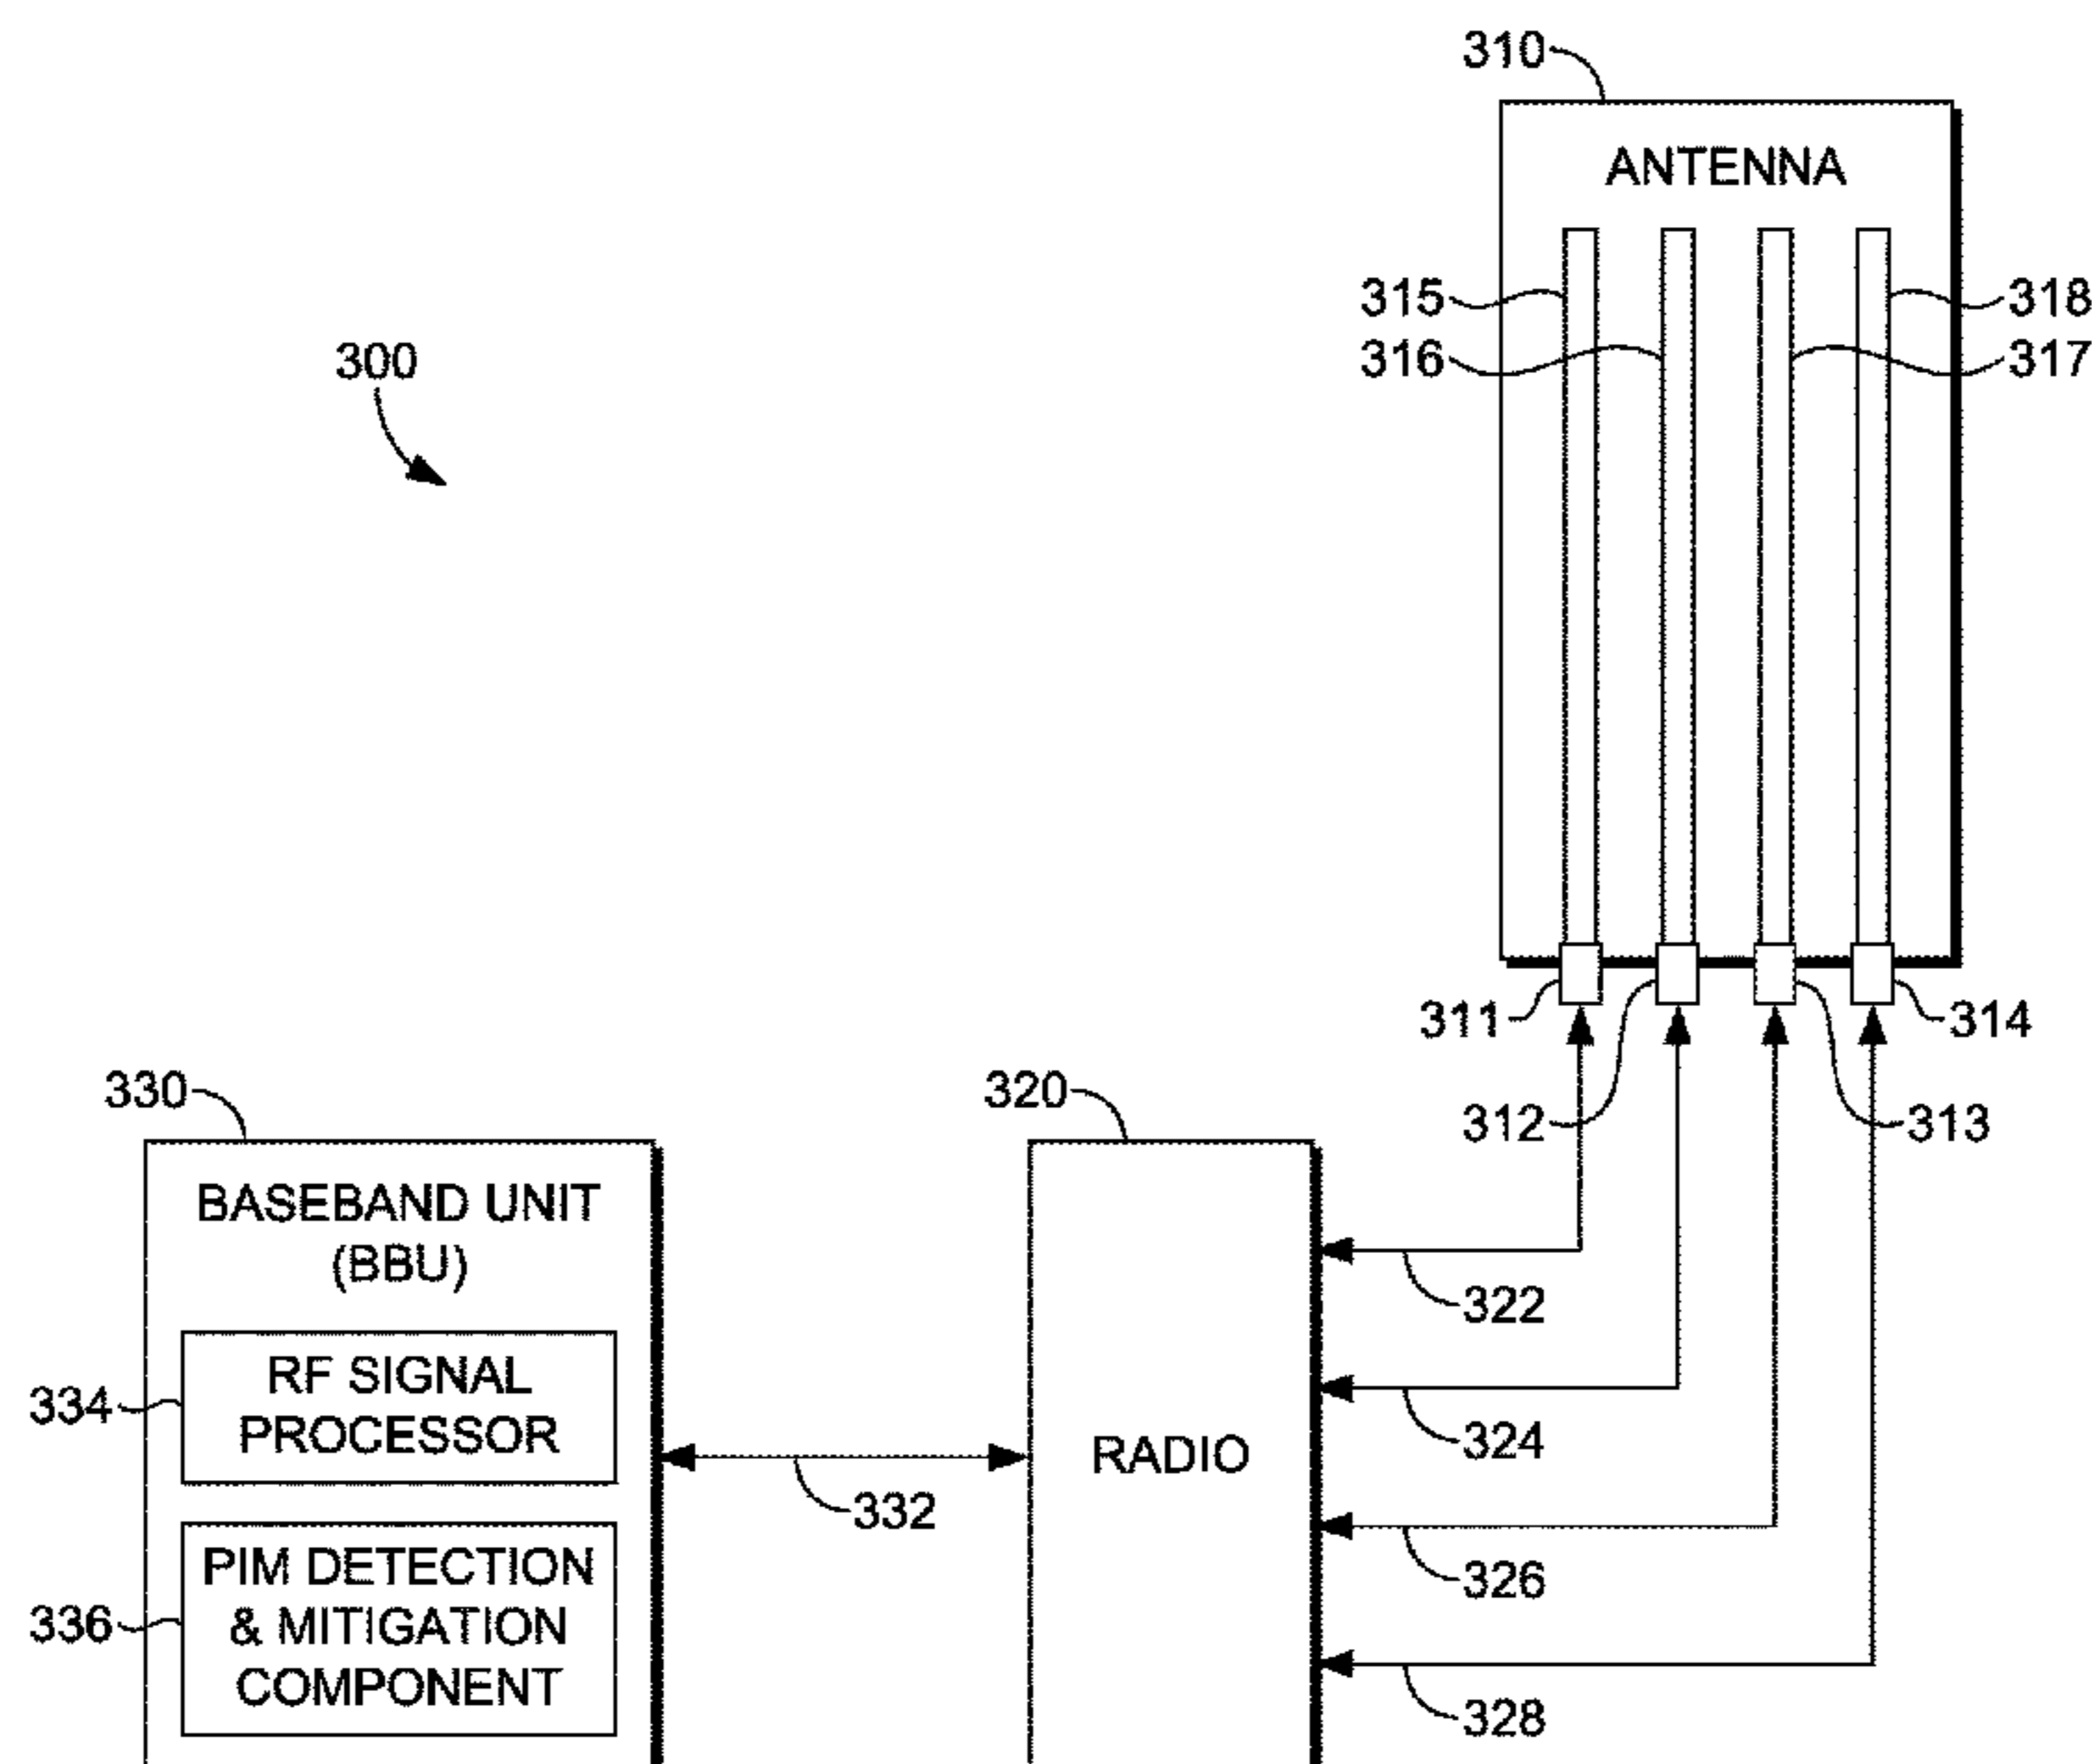 310
ANTENNA
315
318
316
317
300
311
314
312
313
330
320
BASEBAND UNIT
(BBU)
322
RF SIGNAL
PROCESSOR
334
324
RADIO
332
PIM DETECTION
& MITIGATION
COMPONENT
336
326
328